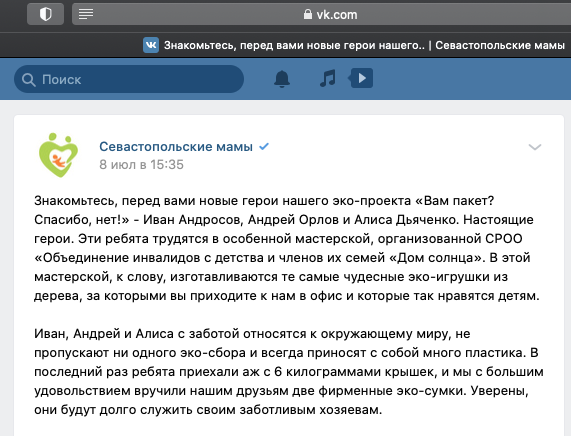 vk.com
Знакомьтесь, перед вами новые герои нашего.. | Севастопольские мамы
Поиск
Севастопольские мамы
8 июл в 15:35
Знакомьтесь, перед вами новые герои нашего эко-проекта «Вам пакет?
Спасибо, нет!» - Иван Андросов, Андрей Орлов и Алиса Дьяченко. Настоящие
герои. Эти ребята трудятся в особенной мастерской, организованной СРОО
«Объединение инвалидов с детства и членов их семей «Дом солнца». В этой
мастерской, к слову, изготавливаются те самые чудесные эко-игрушки из
дерева, за которыми вы приходите к нам в офис и которые так нравятся детям.
Иван, Андрей и Алиса с заботой относятся к окружающему миру, не
пропускают ни одного эко-сбора и всегда приносят с собой много пластика. В
последний раз ребята приехали аж с 6 килограммами крышек, и мы с большим
удовольствием вручили нашим друзьям две фирменные эко-сумки. Уверены,
они будут долго служить своим заботливым хозяевам.